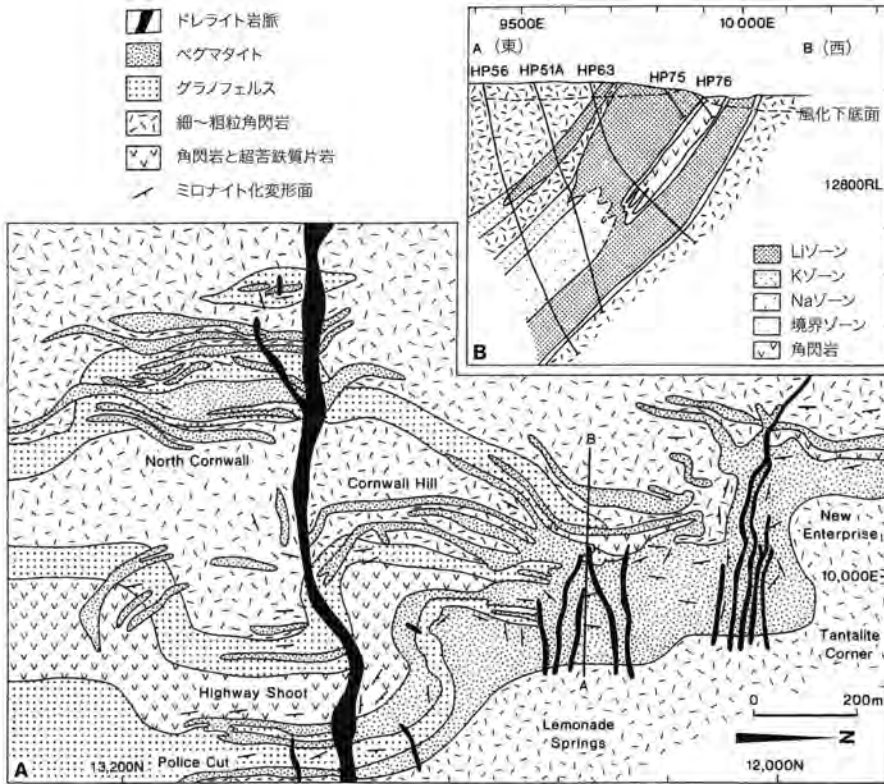 ドレライト岩脈
ペグマタイト
グラノフェルス
細〜粗粒角閃岩
角閃岩と超苦鉄質片岩
ミロナイト化変形面
9500E 10000E
A (東) B (西)
HP56 HP51A HP63 HP75 HP76
風化下底面
12800RL
Liゾーン
Kゾーン
Naゾーン
境界ゾーン
角閃岩
B
North Cornwall
Cornwall Hill
B
New
Enterprise
10,000E
Tantalite
Corner
A
Highway Shoot
Lemonade
Springs
0 200m
N
A
13,200N
Police Cut
12,000N